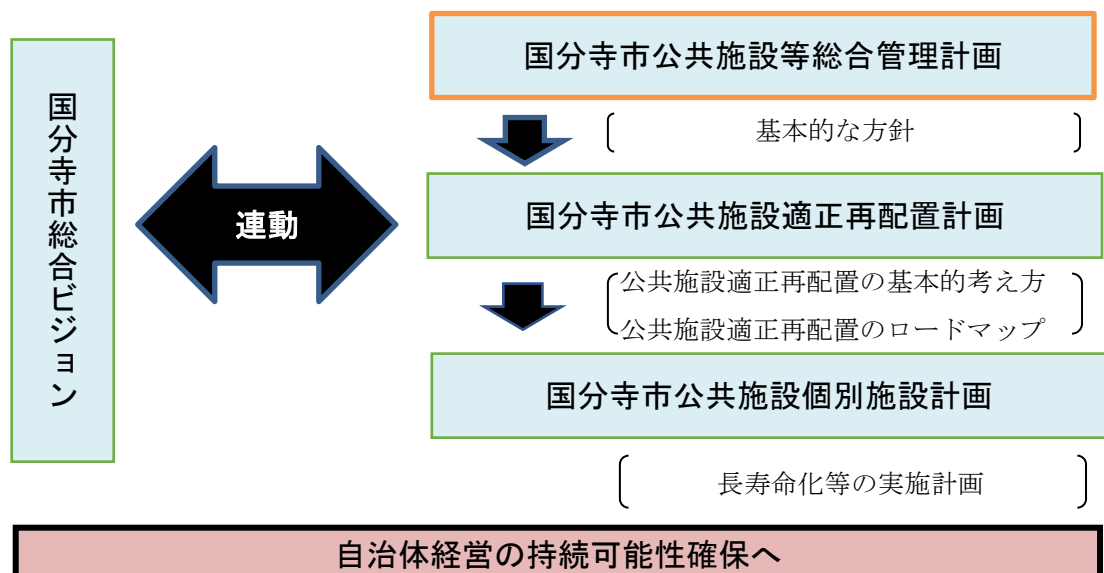 国分寺市総合ビジョン
連動
国分寺市公共施設等総合管理計画
基本的な方針
国分寺市公共施設適正再配置計画
公共施設適正再配置の基本的考え方
公共施設適正再配置のロードマップ
国分寺市公共施設個別施設計画
長寿命化等の実施計画
自治体経営の持続可能性確保へ